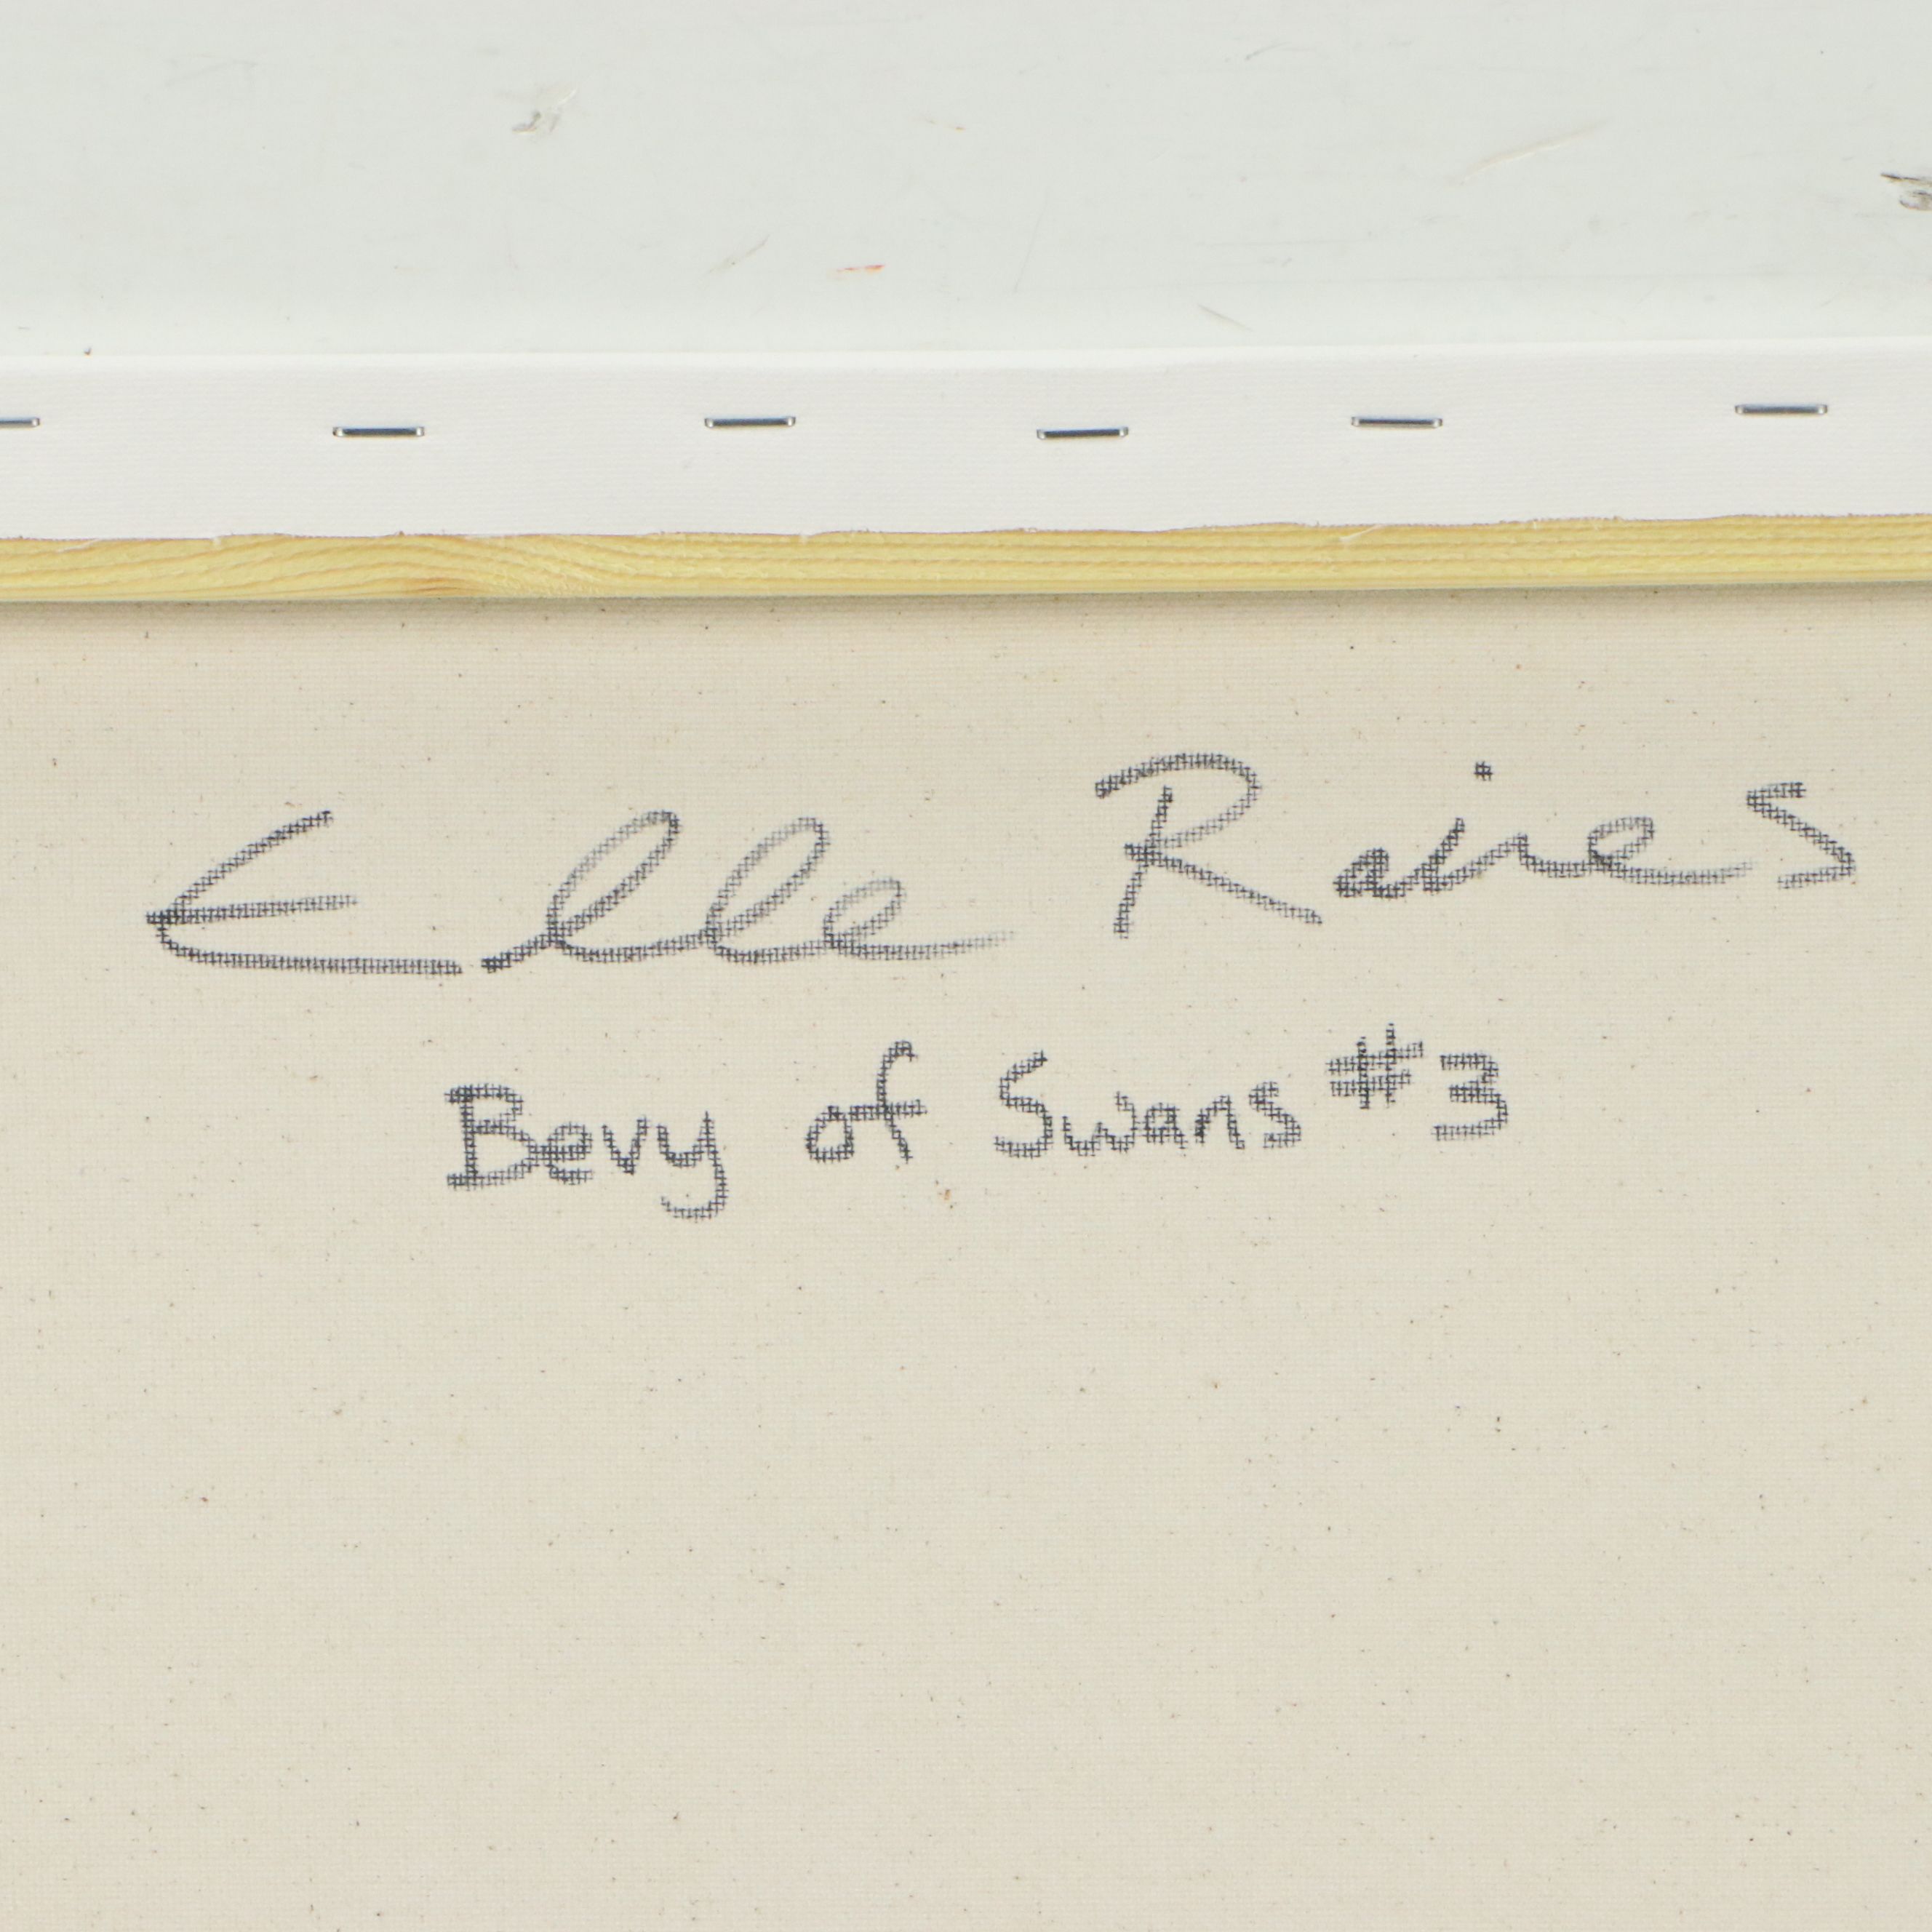 Elle Raines
Bevy of Swans #3